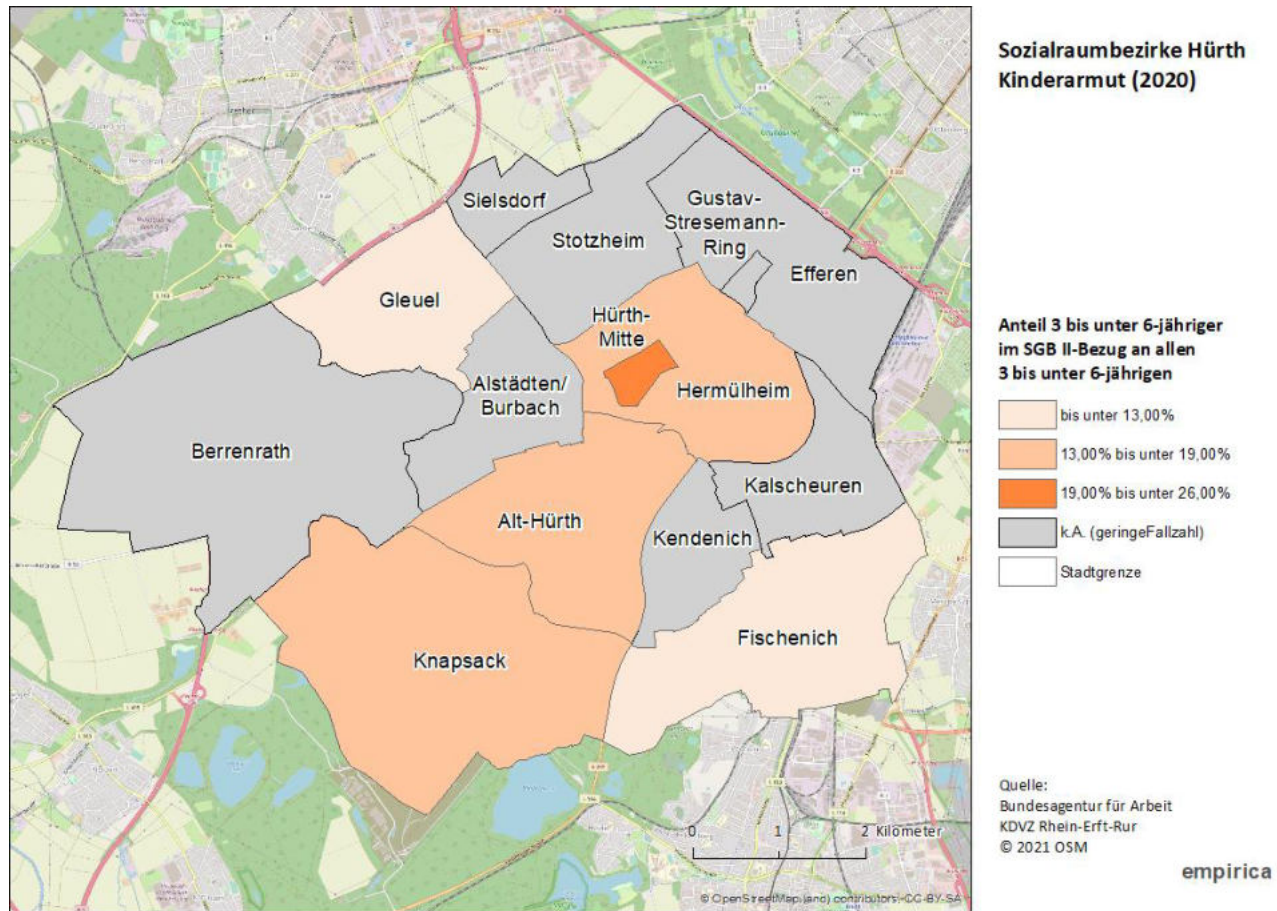 Sozialraumbezirke Hürth
Kinderarmut (2020)
Sielsdorf
Gustav-
Stresemann-
Ring
Stotzheim
Efferen
Gleuel
Hürth-
Mitte
Alstädten/
Burbach
Hermülheim
Berrenrath
Kalscheuren
Alt-Hürth
Kendenich
Fischenich
Knapsack
Anteil 3 bis unter 6-jähriger
im SGB II-Bezug an allen
3 bis unter 6-jährigen
bis unter 13,00%
13,00% bis unter 19,00%
19,00% bis unter 26,00%
k.A. (geringeFallzahl)
Stadtgrenze
0 1 2 Kilometer
Quelle:
Bundesagentur für Arbeit
KDVZ Rhein-Erft-Rur
© 2021 OSM
empirica
© OpenStreetMap (and) contributors, CC-BY-SA